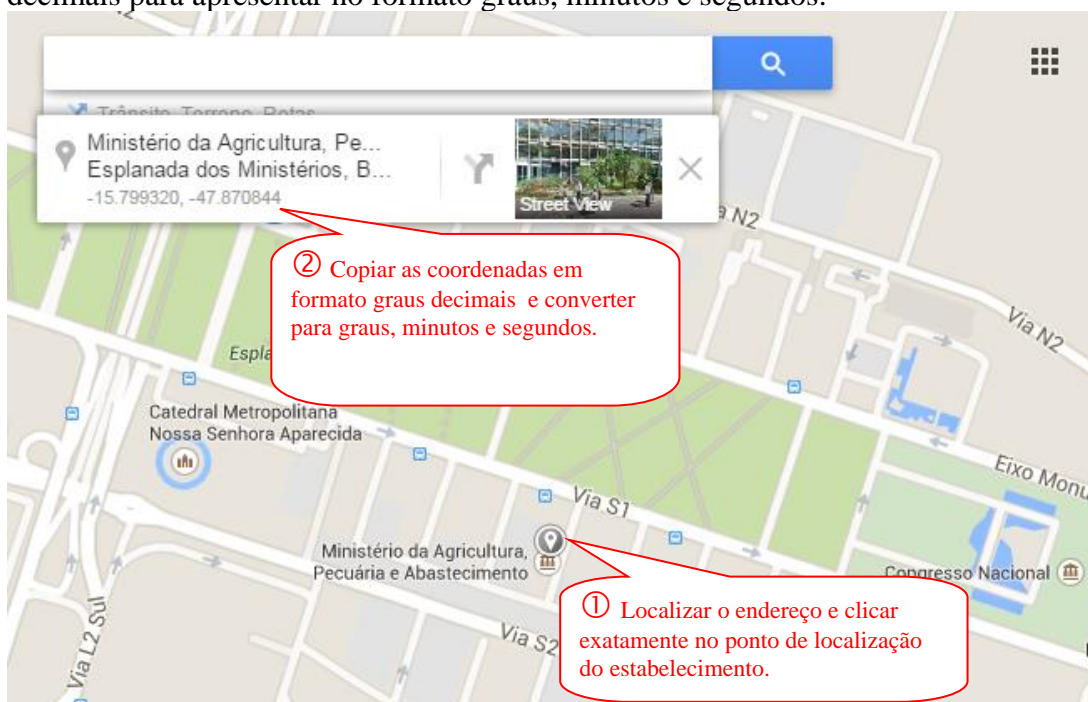 decimais para apresentar no formato graus, minutos e segundos.
Trânsito, Terreno, Rotas
Ministério da Agricultura, Pe...
Esplanada dos Ministérios, B...
-15.799320, -47.870844
Street View
N2
② Copiar as coordenadas em
formato graus decimais e converter
para graus, minutos e segundos.
Via N2
Espla
Catedral Metropolitana
Nossa Senhora Aparecida
Eixo Monu
Via S1
Ministério da Agricultura,
Pecuária e Abastecimento
Congresso Nacional
① Localizar o endereço e clicar
exatamente no ponto de localização
do estabelecimento.
Via S2
Via L2 Sul